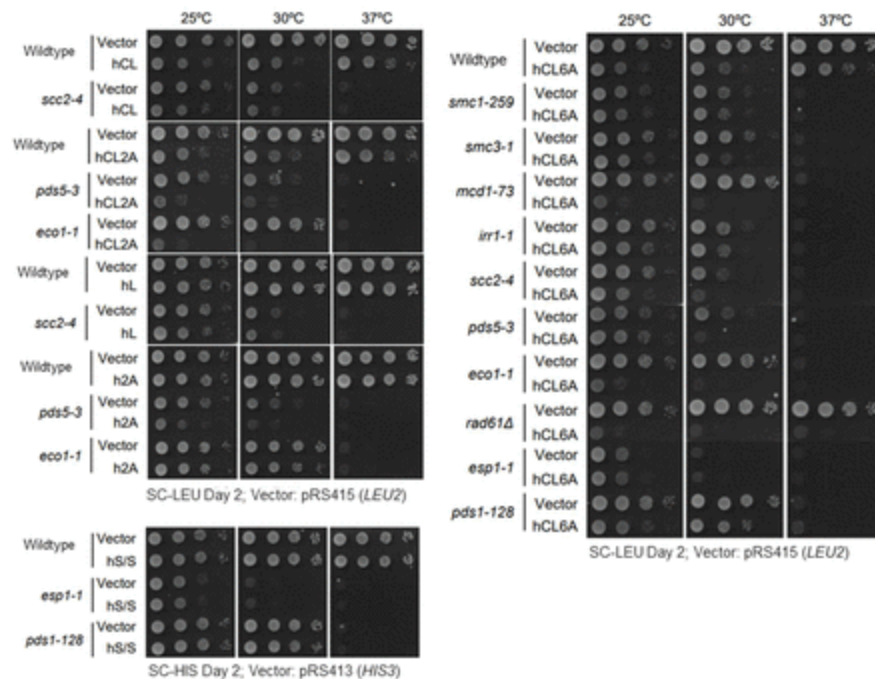 25ºC 30ºC 37ºC
Wildtype
Vector
hCL
scc2-4
Vector
hCL
Wildtype
Vector
hCL2A
pds5-3
Vector
hCL2A
eco1-1
Vector
hCL2A
Wildtype
Vector
hL
scc2-4
Vector
hL
Wildtype
Vector
h2A
pds5-3
Vector
h2A
eco1-1
Vector
h2A
SC-LEU Day 2; Vector: pRS415 (LEU2)
Wildtype
Vector
hS/S
esp1-1
Vector
hS/S
pds1-128
Vector
hS/S
SC-HIS Day 2; Vector: pRS413 (HIS3)
25ºC 30ºC 37ºC
Wildtype
Vector
hCL6A
smc1-259
Vector
hCL6A
smc3-1
Vector
hCL6A
mcd1-73
Vector
hCL6A
irr1-1
Vector
hCL6A
scc2-4
Vector
hCL6A
pds5-3
Vector
hCL6A
eco1-1
Vector
hCL6A
rad61Δ
Vector
hCL6A
esp1-1
Vector
hCL6A
pds1-128
Vector
hCL6A
SC-LEU Day 2; Vector: pRS415 (LEU2)